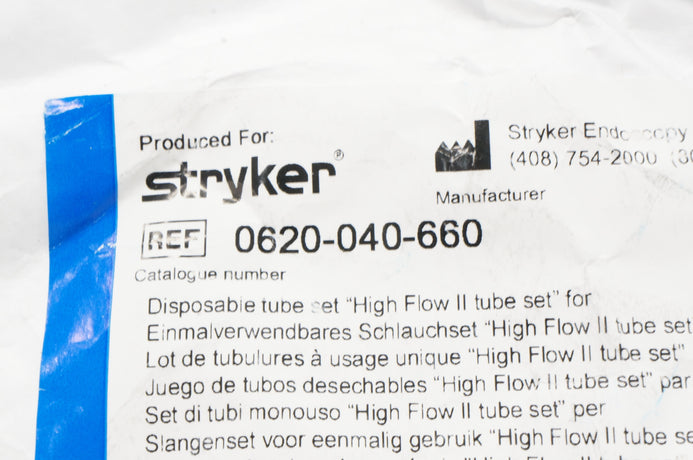 Produced For:
stryker®
REF 0620-040-660
Catalogue number
Stryker Endoscopy
(408) 754-2000
Manufacturer
Disposable tube set "High Flow II tube set" for
Einmalverwendbares Schlauchset "High Flow II tube set
Lot de tubulures à usage unique "High Flow II tube set"
Juego de tubos desechables "High Flow II tube set" par
Set di tubi monouso "High Flow II tube set" per
Slangenset voor eenmalig gebruik "High Flow II tube se